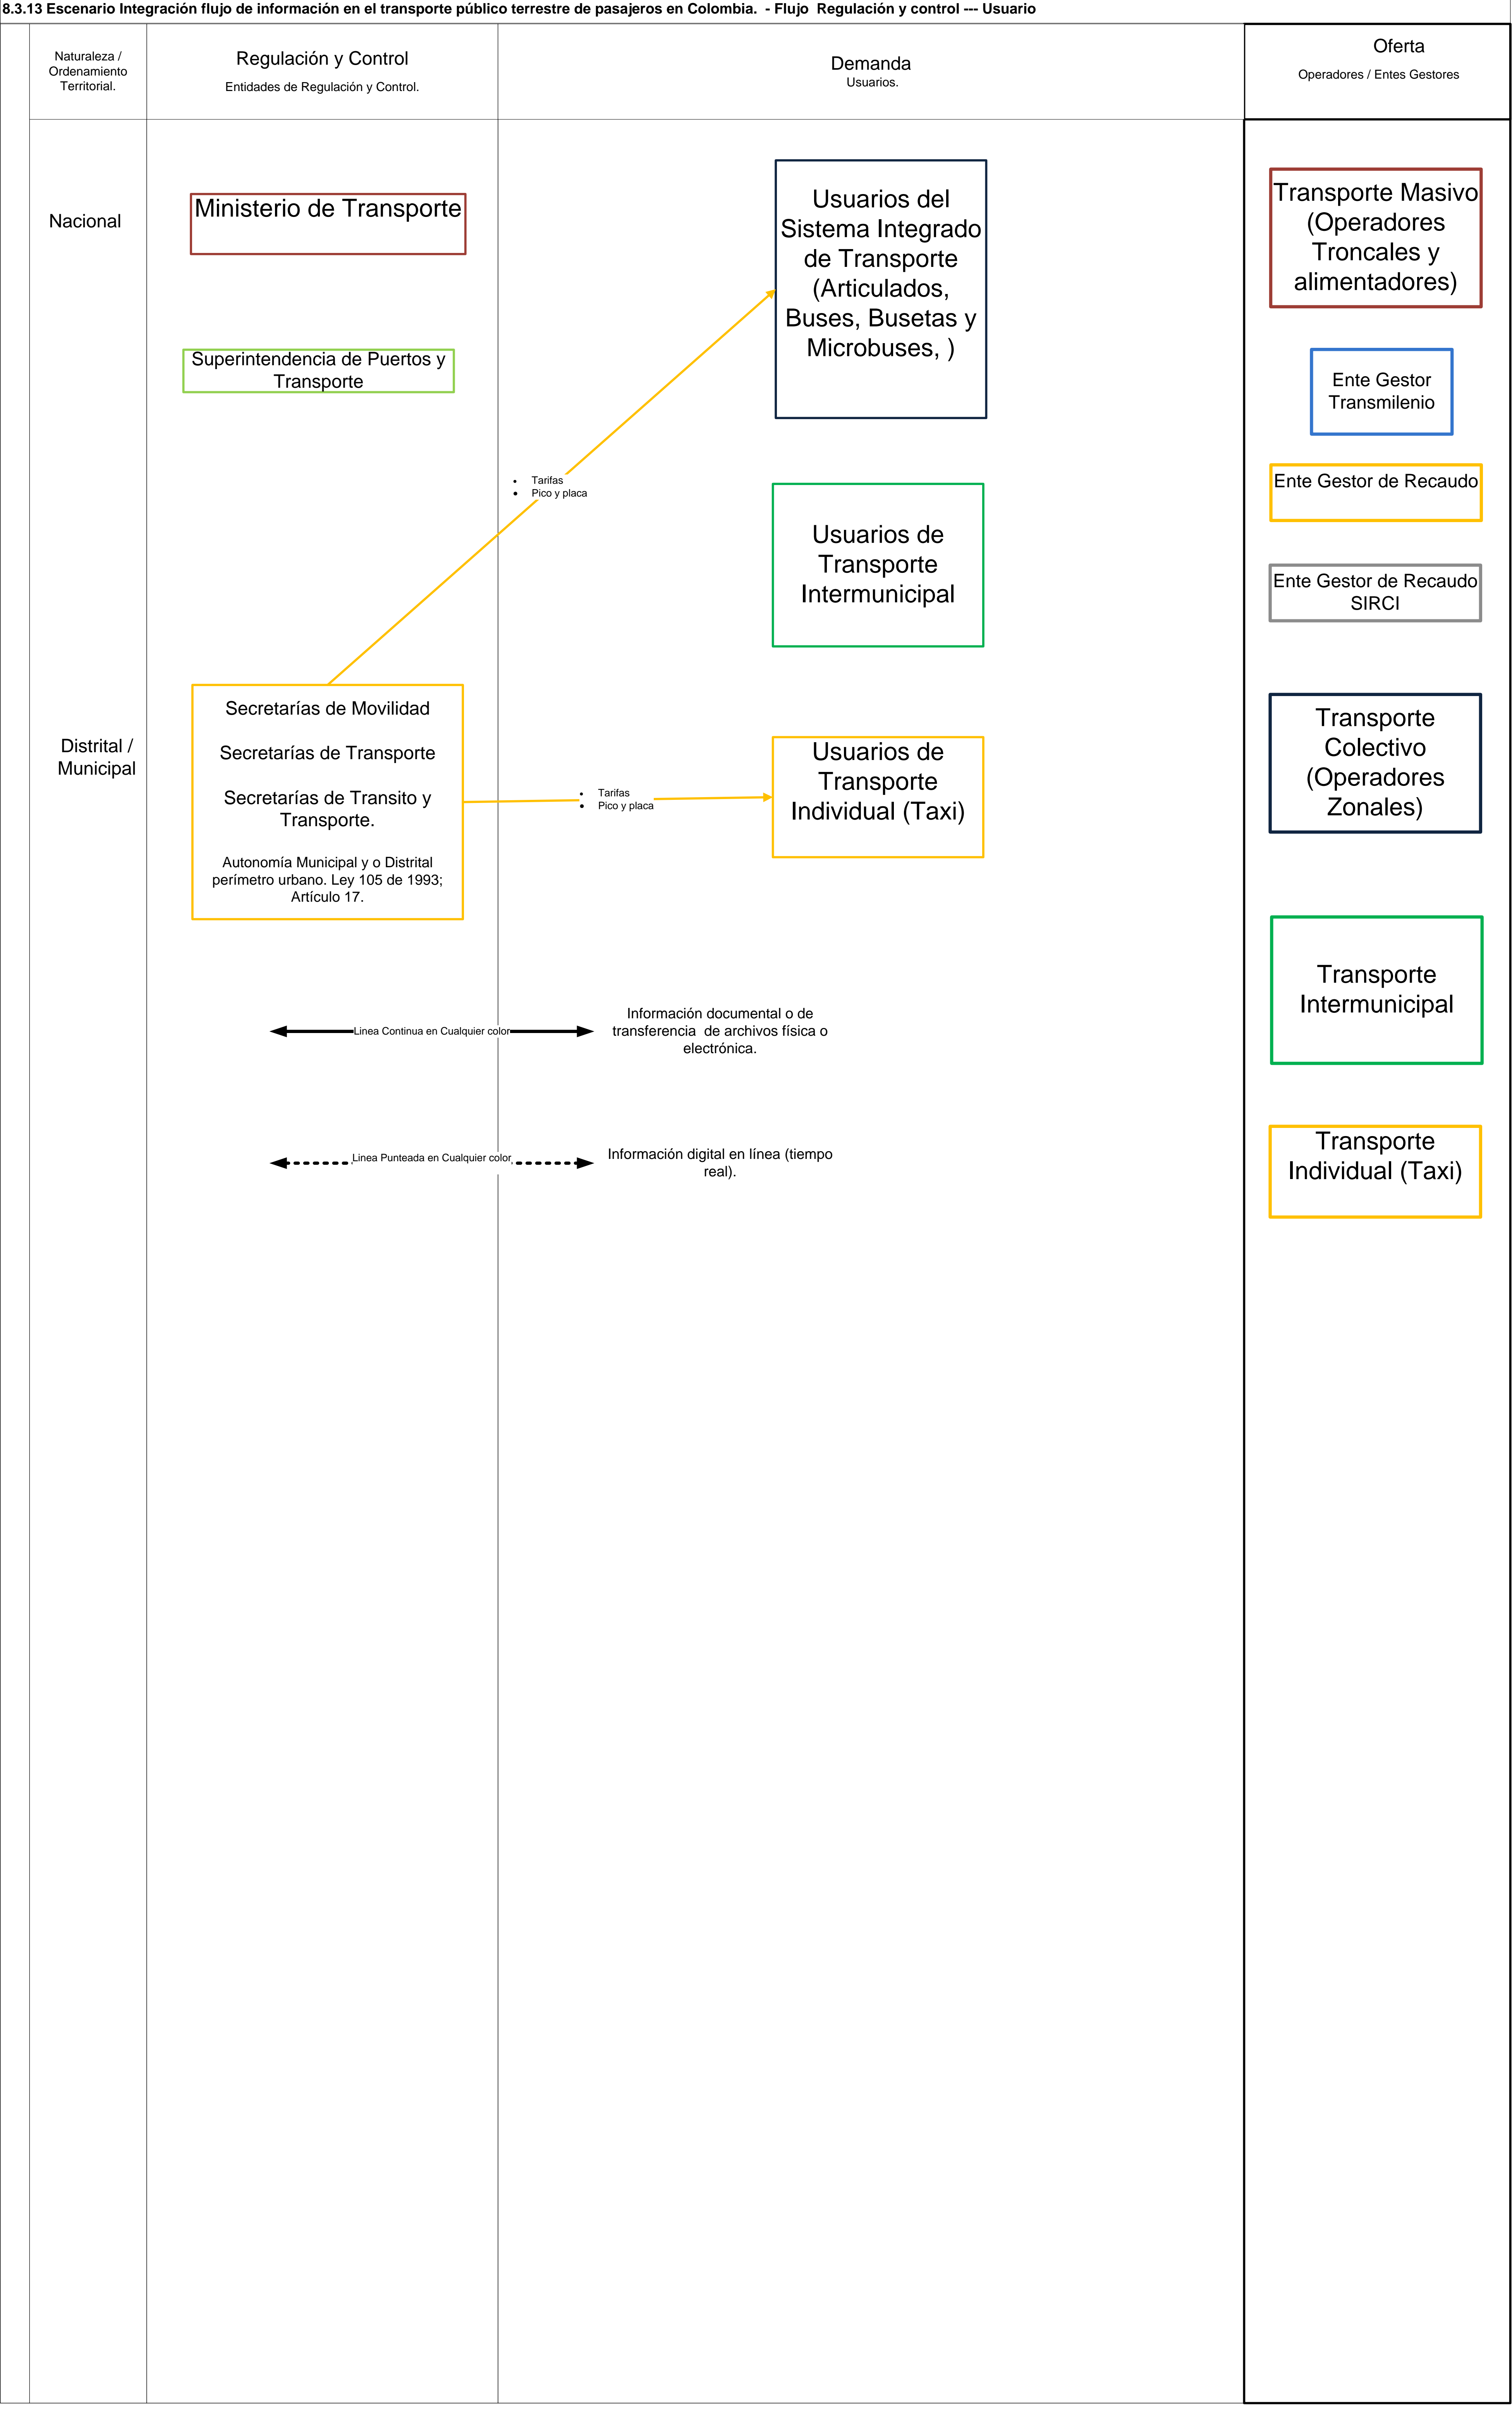 8.3.13 Escenario Integración flujo de información en el transporte público terrestre de pasajeros en Colombia.  - Flujo  Regulación y control --- Usuario
Naturaleza /
Ordenamiento
Territorial.
Regulación y Control
Entidades de Regulación y Control.
Demanda
Usuarios.
Oferta
Operadores / Entes Gestores
Nacional
Ministerio de Transporte
Superintendencia de Puertos y
Transporte
Usuarios del
Sistema Integrado
de Transporte
(Articulados,
Buses, Busetas y
Microbuses, )
Transporte Masivo
(Operadores
Troncales y
alimentadores)
Ente Gestor
Transmilenio
• Tarifas
• Pico y placa
Ente Gestor de Recaudo
Usuarios de
Transporte
Intermunicipal
Ente Gestor de Recaudo
SIRCI
Distrital /
Municipal
Secretarías de Movilidad
Secretarías de Transporte
Secretarías de Transito y
Transporte.
Autonomía Municipal y o Distrital
perímetro urbano. Ley 105 de 1993;
Artículo 17.
• Tarifas
• Pico y placa
Usuarios de
Transporte
Individual (Taxi)
Transporte
Colectivo
(Operadores
Zonales)
Transporte
Intermunicipal
Linea Continua en Cualquier color
Información documental o de
transferencia  de archivos física o
electrónica.
Linea Punteada en Cualquier color
Información digital en línea (tiempo
real).
Transporte
Individual (Taxi)